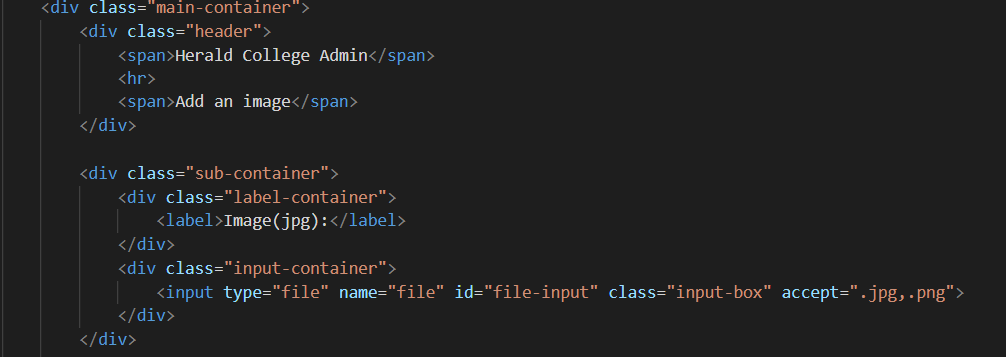 <div class="main-container">
<div class="header">
<span>Herald College Admin</span>
<hr>
<span>Add an image</span>
</div>
<div class="sub-container">
<div class="label-container">
<label>Image(jpg):</label>
</div>
<div class="input-container">
<input type="file" name="file" id="file-input" class="input-box" accept=".jpg,.png">
</div>
</div>